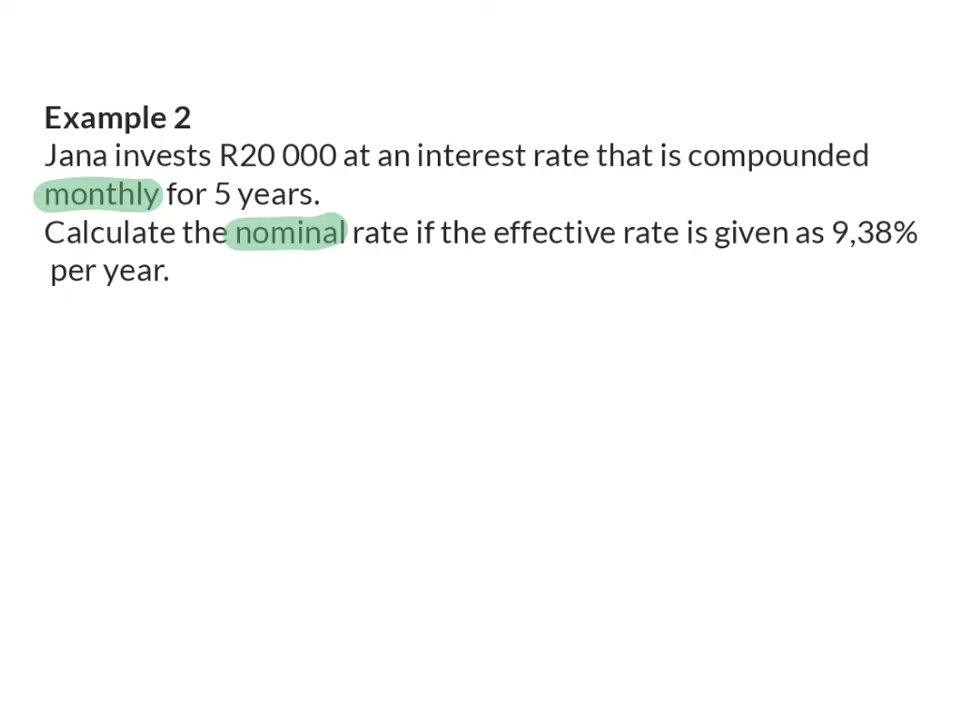 Example 2
Jana invests R20 000 at an interest rate that is compounded
monthly for 5 years.
Calculate the nominal rate if the effective rate is given as 9,38%
per year.